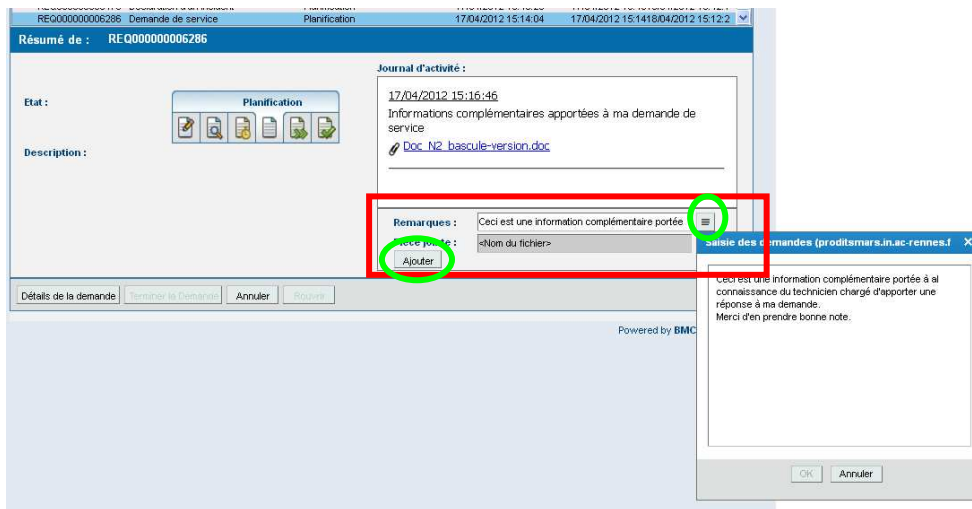 REQ000000006286 Demande de service Planification 17/04/2012 15:14:04 17/04/2012 15:1418/04/2012 15:12:2
Résumé de : REQ000000006286
Journal d'activité :
Etat :
Planification
17/04/2012 15:16:46
Informations complémentaires apportées à ma demande de
service
Doc_N2_bascule-version.doc
Description :
Remarques : Ceci est une information complémentaire portée
Pièce jointe : <Nom du fichier>
Ajouter
Détails de la demande Terminer la Demande Annuler Rouvrir
Powered by BMC
Saisie des demandes (proditsmars.in.ac-rennes.f X
Ceci est une information complémentaire portée à al
connaissance du technicien chargé d'apporter une
réponse à ma demande.
Merci d'en prendre bonne note.
OK Annuler